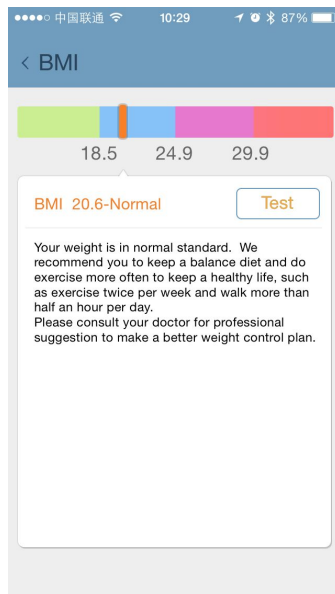 中国联通 10:29 87%
< BMI
18.5 24.9 29.9
BMI 20.6-Normal Test
Your weight is in normal standard. We
recommend you to keep a balance diet and do
exercise more often to keep a healthy life, such
as exercise twice per week and walk more than
half an hour per day.
Please consult your doctor for professional
suggestion to make a better weight control plan.